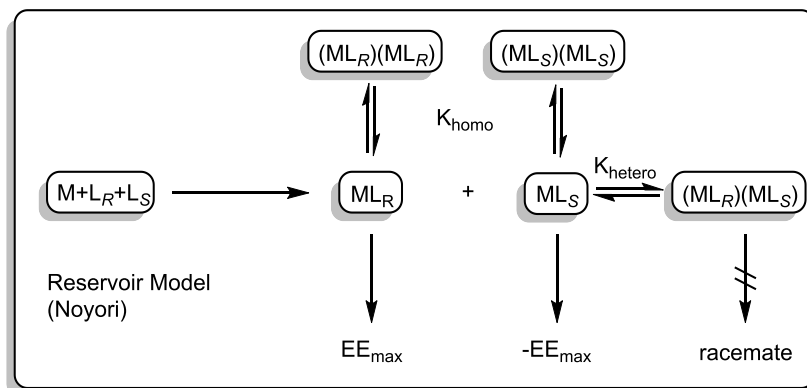 (MLR)(MLR) (MLS)(MLS)
Khomo
Khetero
M+LR+LS MLR + MLS (MLR)(MLS)
Reservoir Model
(Noyori)
EEmax -EEmax racemate